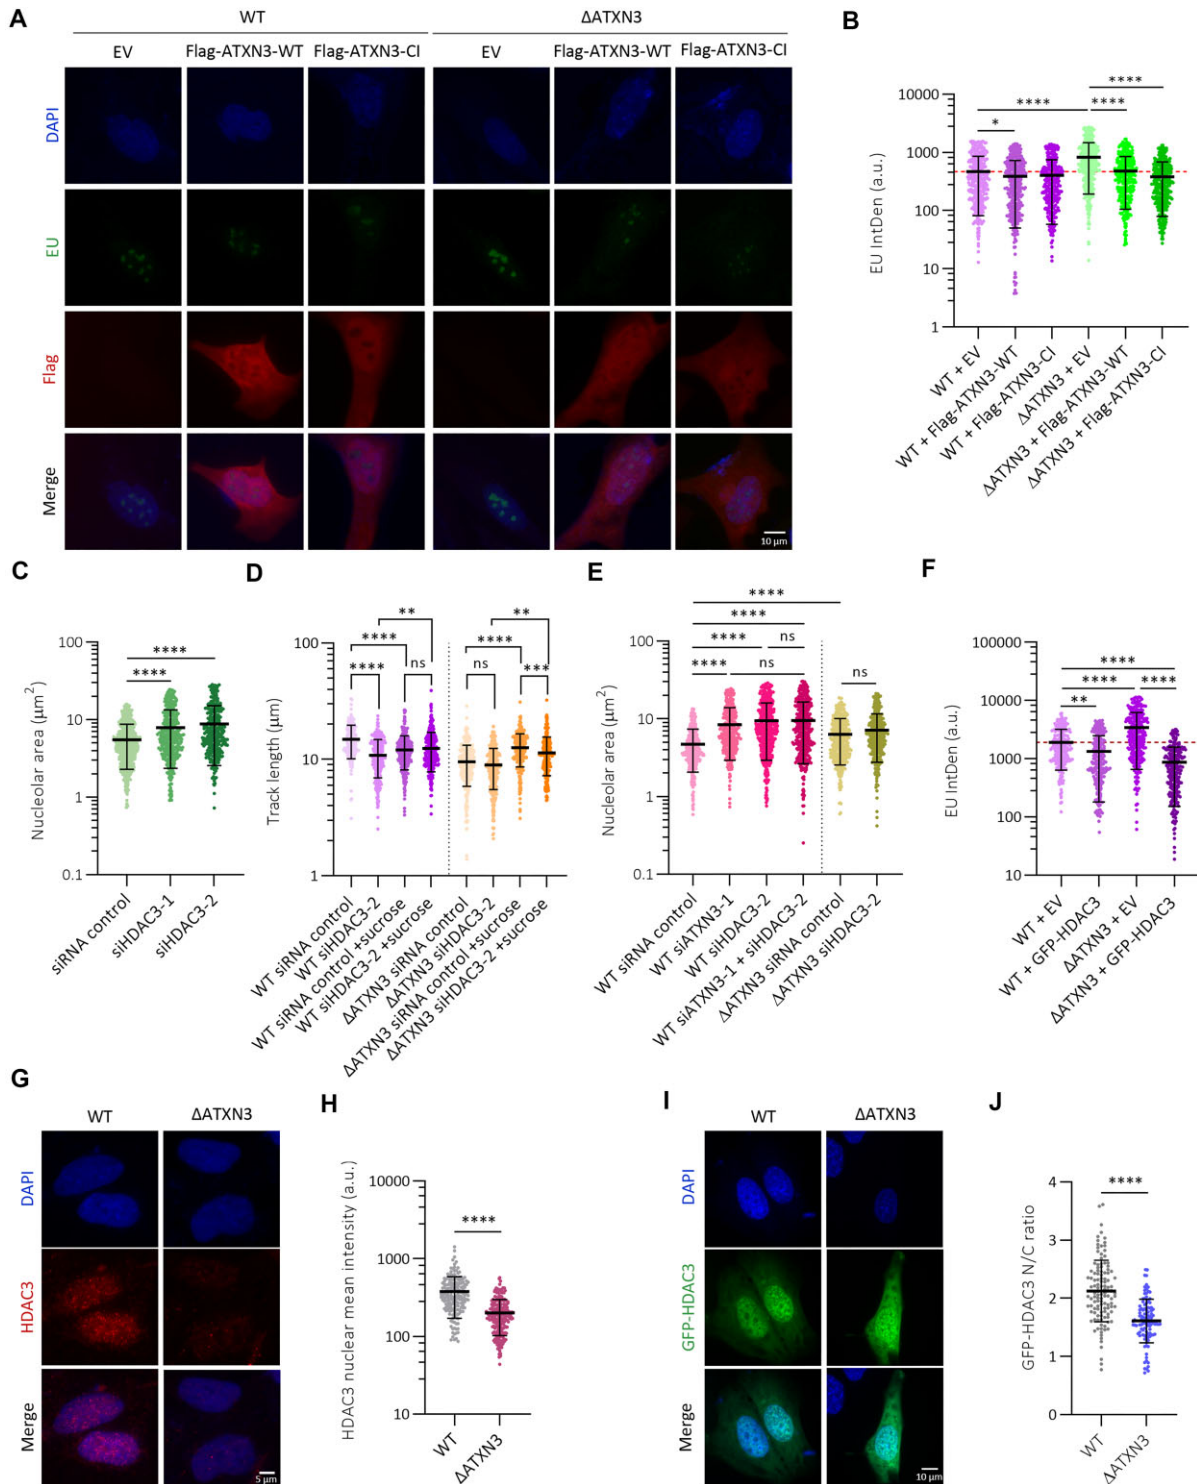 A
WT
ΔATXN3
EV
Flag-ATXN3-WT
Flag-ATXN3-CI
EV
Flag-ATXN3-WT
Flag-ATXN3-CI
DAPI
EU
Flag
Merge
10 µm
B
EU IntDen (a.u.)
10000
1000
100
10
1
****
*
****
****
WT + EV
WT + Flag-ATXN3-WT
WT + Flag-ATXN3-CI
ΔATXN3 + EV
ΔATXN3 + Flag-ATXN3-WT
ΔATXN3 + Flag-ATXN3-CI
C
Nucleolar area (µm²)
100
10
1
0.1
****
****
siRNA control
siHDAC3-1
siHDAC3-2
D
Track length (µm)
100
10
1
**
****
****
ns
**
****
ns
***
WT siRNA control
WT siHDAC3-2
WT siRNA control +sucrose
WT siHDAC3-2 +sucrose
ΔATXN3 siRNA control
ΔATXN3 siHDAC3-2
ΔATXN3 siRNA control +sucrose
ΔATXN3 siHDAC3-2 +sucrose
E
Nucleolar area (µm²)
100
10
1
0.1
****
****
****
ns
****
ns
ns
WT siRNA control
WT siATXN3-1
WT siHDAC3-2
WT siATXN3-1 + siHDAC3-2
ΔATXN3 siRNA control
ΔATXN3 siHDAC3-2
F
EU IntDen (a.u.)
100000
10000
1000
100
10
****
****
****
**
WT + EV
WT + GFP-HDAC3
ΔATXN3 + EV
ΔATXN3 + GFP-HDAC3
G
WT
ΔATXN3
DAPI
HDAC3
Merge
5 µm
H
HDAC3 nuclear mean intensity (a.u.)
10000
1000
100
10
****
WT
ΔATXN3
I
WT
ΔATXN3
DAPI
GFP-HDAC3
Merge
10 µm
J
GFP-HDAC3 N/C ratio
4
3
2
1
0
****
WT
ΔATXN3